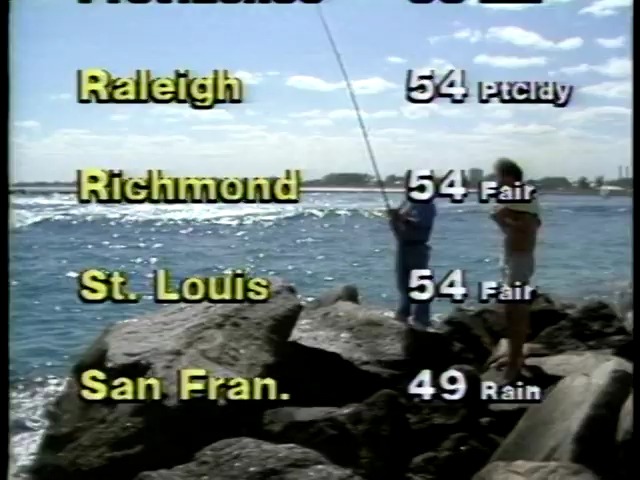 Raleigh 54 Ptcldy
Richmond 54 Fair
St. Louis 54 Fair
San Fran. 49 Rain